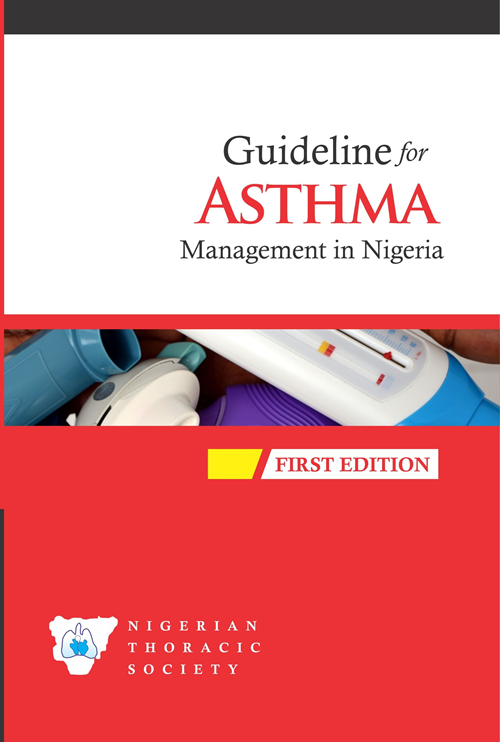 Guideline for
ASTHMA
Management in Nigeria
FIRST EDITION
NIGERIAN
THORACIC
SOCIETY